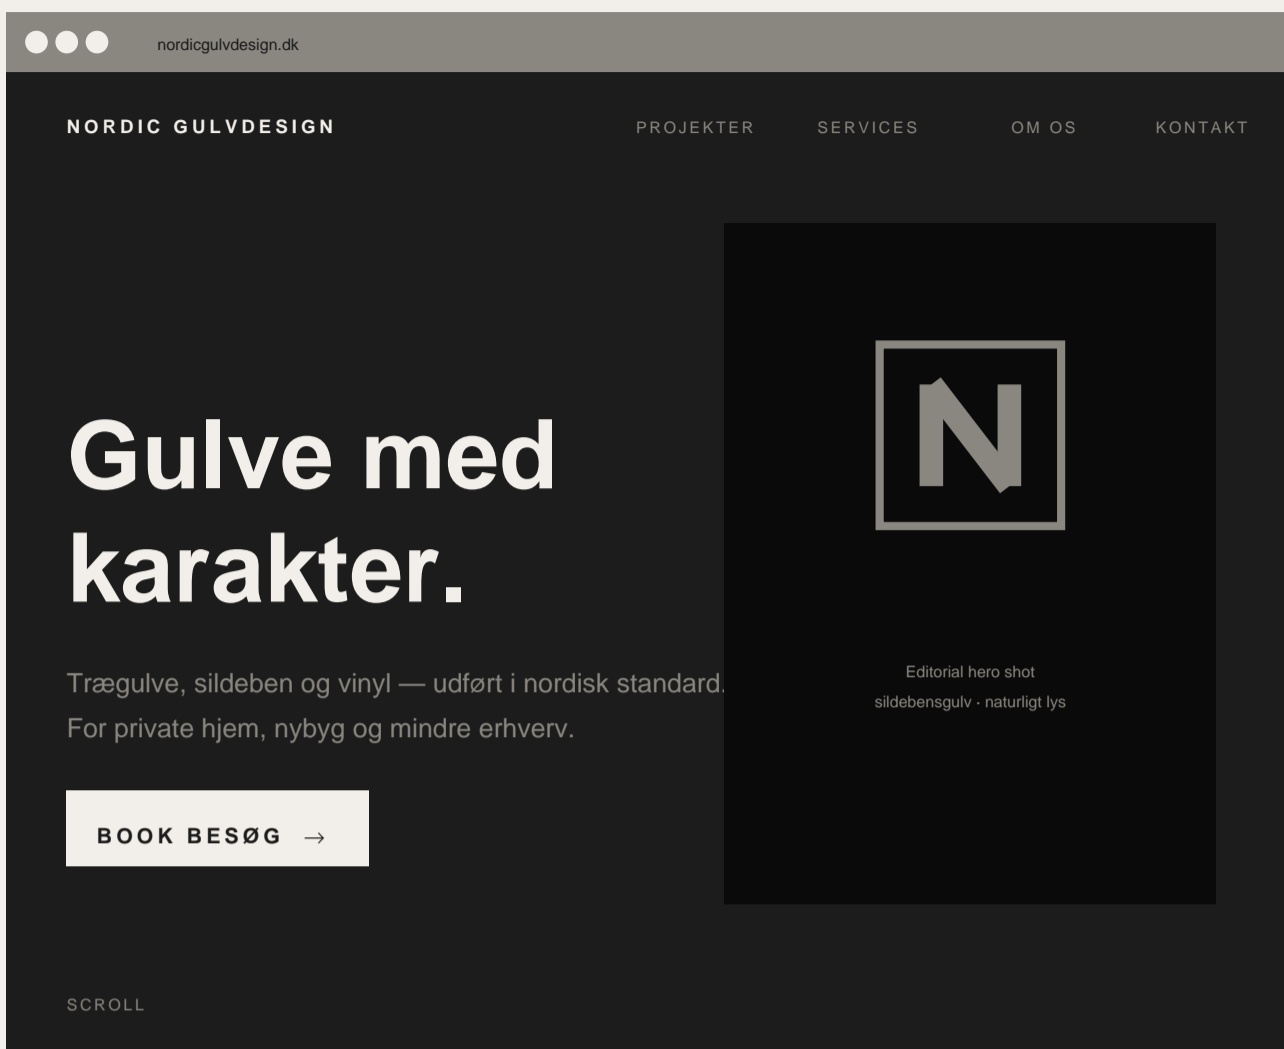 nordicgulvdesign.dk
NORDIC GULVDESIGN
PROJEKTER
SERVICES
OM OS
KONTAKT
Gulve med
karakter.
Trægulve, sildeben og vinyl — udført i nordisk standard.
For private hjem, nybyg og mindre erhverv.
BOOK BESØG →
N
Editorial hero shot
sildebensgulv · naturligt lys
SCROLL